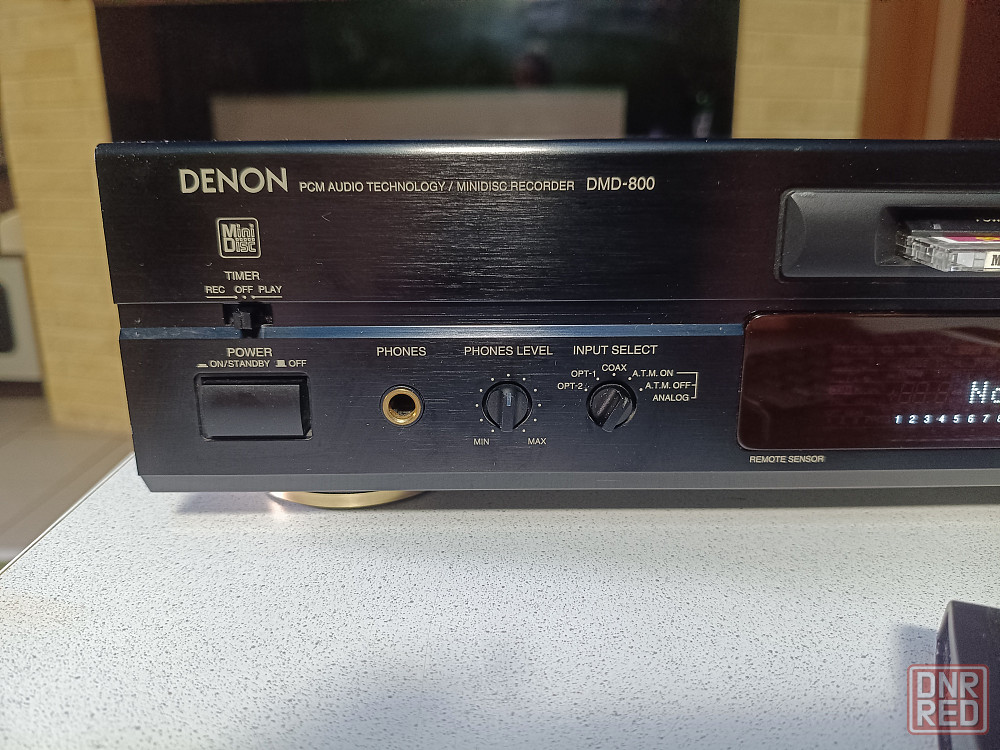 DENON PCM AUDIO TECHNOLOGY / MINIDISC RECORDER DMD-800
Mini Disc
TIMER
REC OFF PLAY
POWER
ON/STANDBY OFF
PHONES
PHONES LEVEL
MIN MAX
INPUT SELECT
COAX
OPT-1 A.T.M. ON
OPT-2 A.T.M. OFF
ANALOG
1 2 3 4 5 6 7
REMOTE SENSOR
DNR
RED